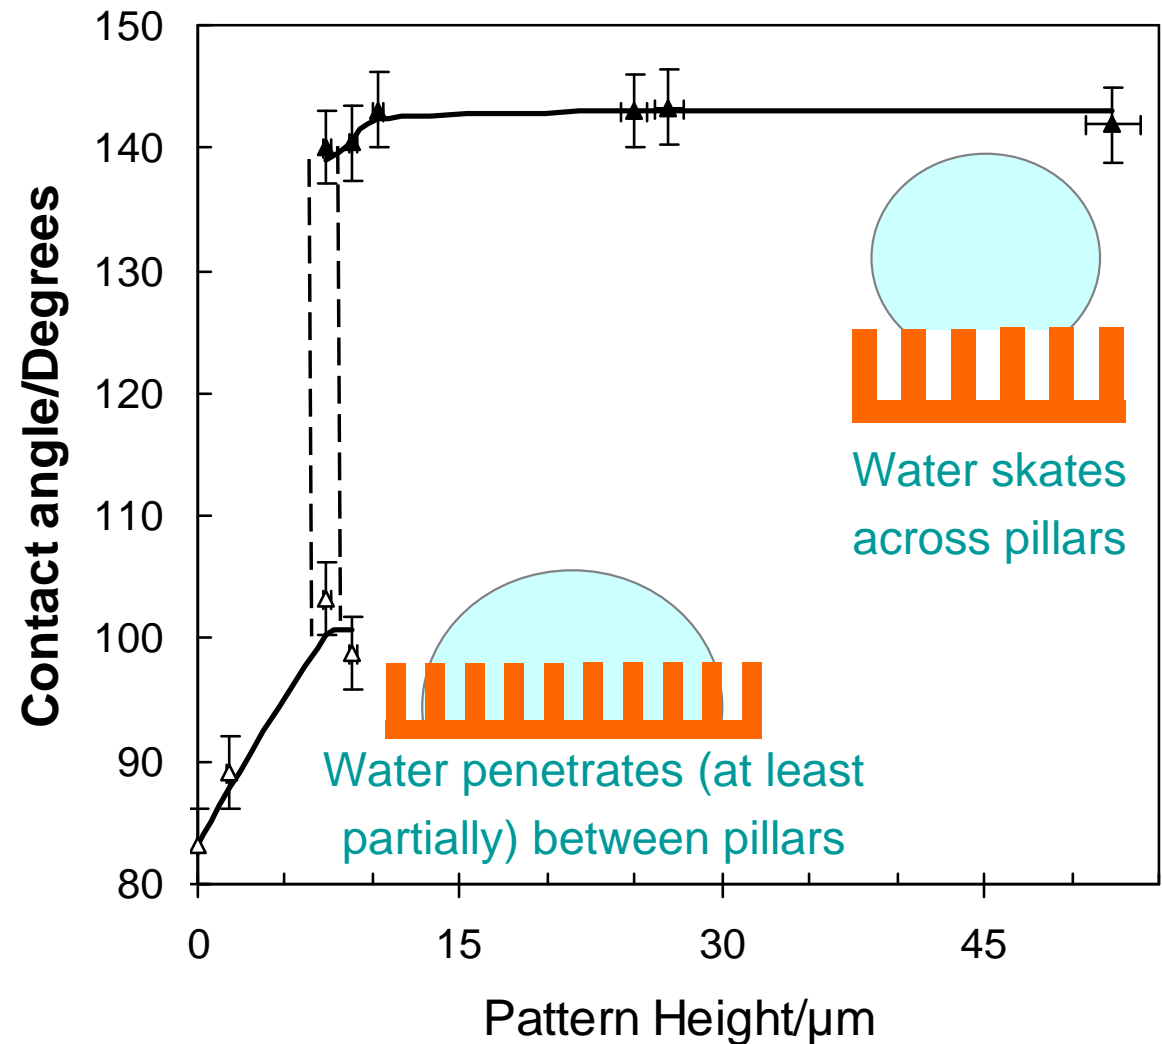 150
140
130
120
110
100
90
80
Contact angle/Degrees
Water skates
across pillars
Water penetrates (at least
partially) between pillars
0 15 30 45
Pattern Height/μm